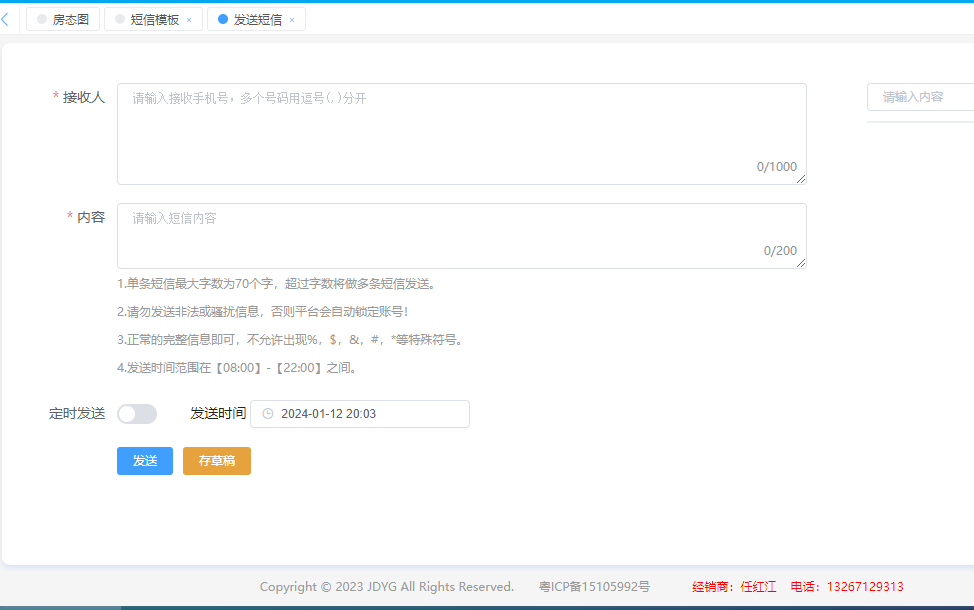 房态图 短信模板 × 发送短信 ×
* 接收人 请输入接收手机号，多个号码用逗号(,)分开 请输入内容
0/1000
* 内容 请输入短信内容
0/200
1.单条短信最大字数为70个字，超过字数将做多条短信发送。
2.请勿发送非法或骚扰信息，否则平台会自动锁定账号！
3.正常的完整信息即可，不允许出现%，$，&，#，*等特殊符号。
4.发送时间范围在【08:00】-【22:00】之间。
定时发送 发送时间 2024-01-12 20:03
发送 存草稿
Copyright © 2023 JDYG All Rights Reserved. 粤ICP备15105992号 经销商：任红江 电话：13267129313